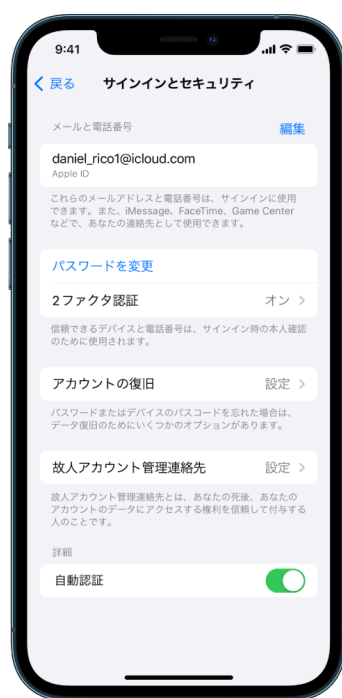 9:41
戻る サインインとセキュリティ
メールと電話番号 編集
daniel_rico1@icloud.com
Apple ID
これらのメールアドレスと電話番号は、サインインに使用
できます。また、iMessage、FaceTime、Game Center
などで、あなたの連絡先として使用できます。
パスワードを変更
2ファクタ認証 オン
信頼できるデバイスと電話番号は、サインイン時の本人確認
のために使用されます。
アカウントの復旧 設定
パスワードまたはデバイスのパスコードを忘れた場合は、
データ復旧のためにいくつかのオプションがあります。
故人アカウント管理連絡先 設定
故人アカウント管理連絡先とは、あなたの死後、あなたの
アカウントのデータにアクセスする権利を信頼して付与する
人のことです。
詳細
自動認証